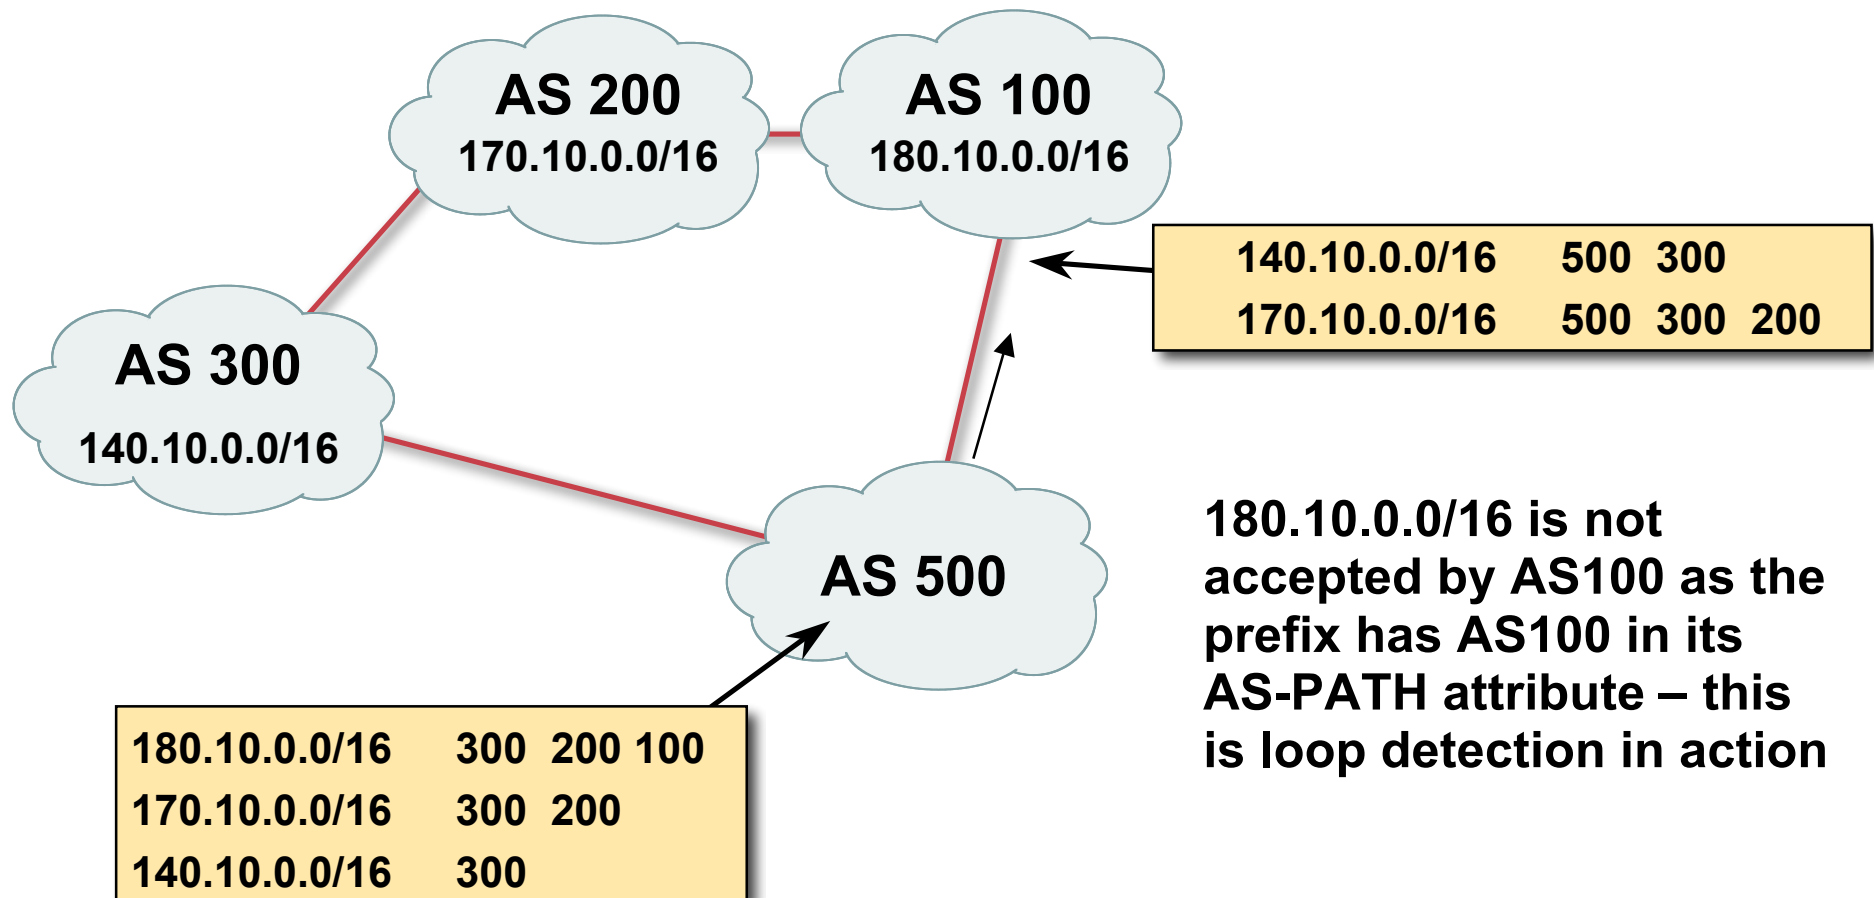 AS 200
170.10.0.0/16
AS 100
180.10.0.0/16
140.10.0.0/16 500 300
170.10.0.0/16 500 300 200
AS 300
140.10.0.0/16
AS 500
180.10.0.0/16 is not
accepted by AS100 as the
prefix has AS100 in its
AS-PATH attribute – this
is loop detection in action
180.10.0.0/16 300 200 100
170.10.0.0/16 300 200
140.10.0.0/16 300